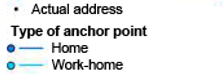 • Actual address
Type of anchor point
Home
Work-home